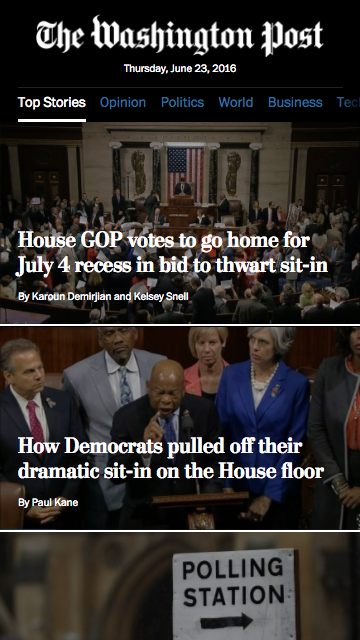 The Washington Post
Thursday, June 23, 2016
Top Stories Opinion Politics World Business Tec
House GOP votes to go home for
July 4 recess in bid to thwart sit-in
By Karoun Demirjian and Kelsey Snell
How Democrats pulled off their
dramatic sit-in on the House floor
By Paul Kane
POLLING
STATION